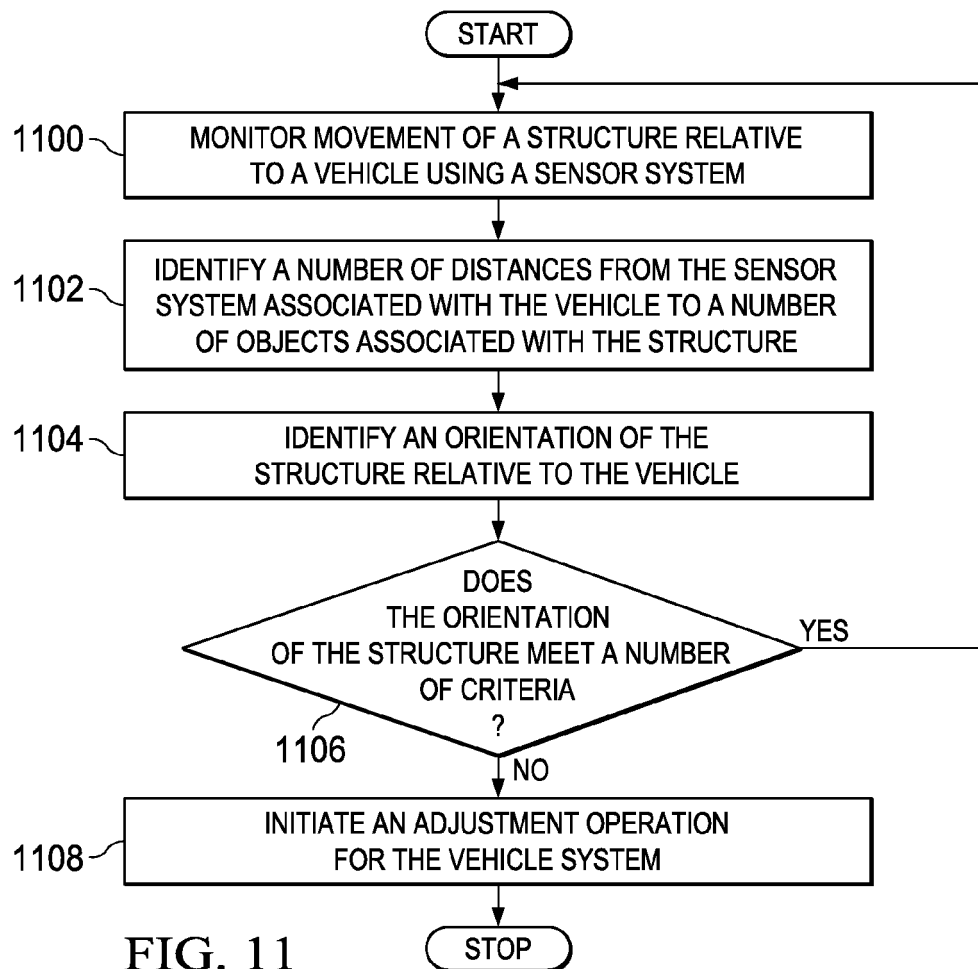 START
1100
MONITOR MOVEMENT OF A STRUCTURE RELATIVE
TO A VEHICLE USING A SENSOR SYSTEM
1102
IDENTIFY A NUMBER OF DISTANCES FROM THE SENSOR
SYSTEM ASSOCIATED WITH THE VEHICLE TO A NUMBER
OF OBJECTS ASSOCIATED WITH THE STRUCTURE
1104
IDENTIFY AN ORIENTATION OF THE
STRUCTURE RELATIVE TO THE VEHICLE
DOES
THE ORIENTATION
OF THE STRUCTURE MEET A NUMBER
OF CRITERIA
?
YES
1106
NO
1108
INITIATE AN ADJUSTMENT OPERATION
FOR THE VEHICLE SYSTEM
STOP
FIG. 11